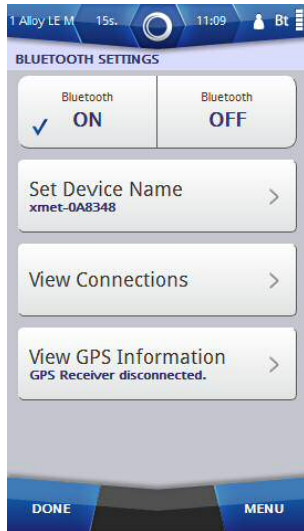 1 Alloy LE M 15s. 11:09 Bt
BLUETOOTH SETTINGS
Bluetooth Bluetooth
ON OFF
Set Device Name
xmet-0A8348
View Connections
View GPS Information
GPS Receiver disconnected.
DONE MENU